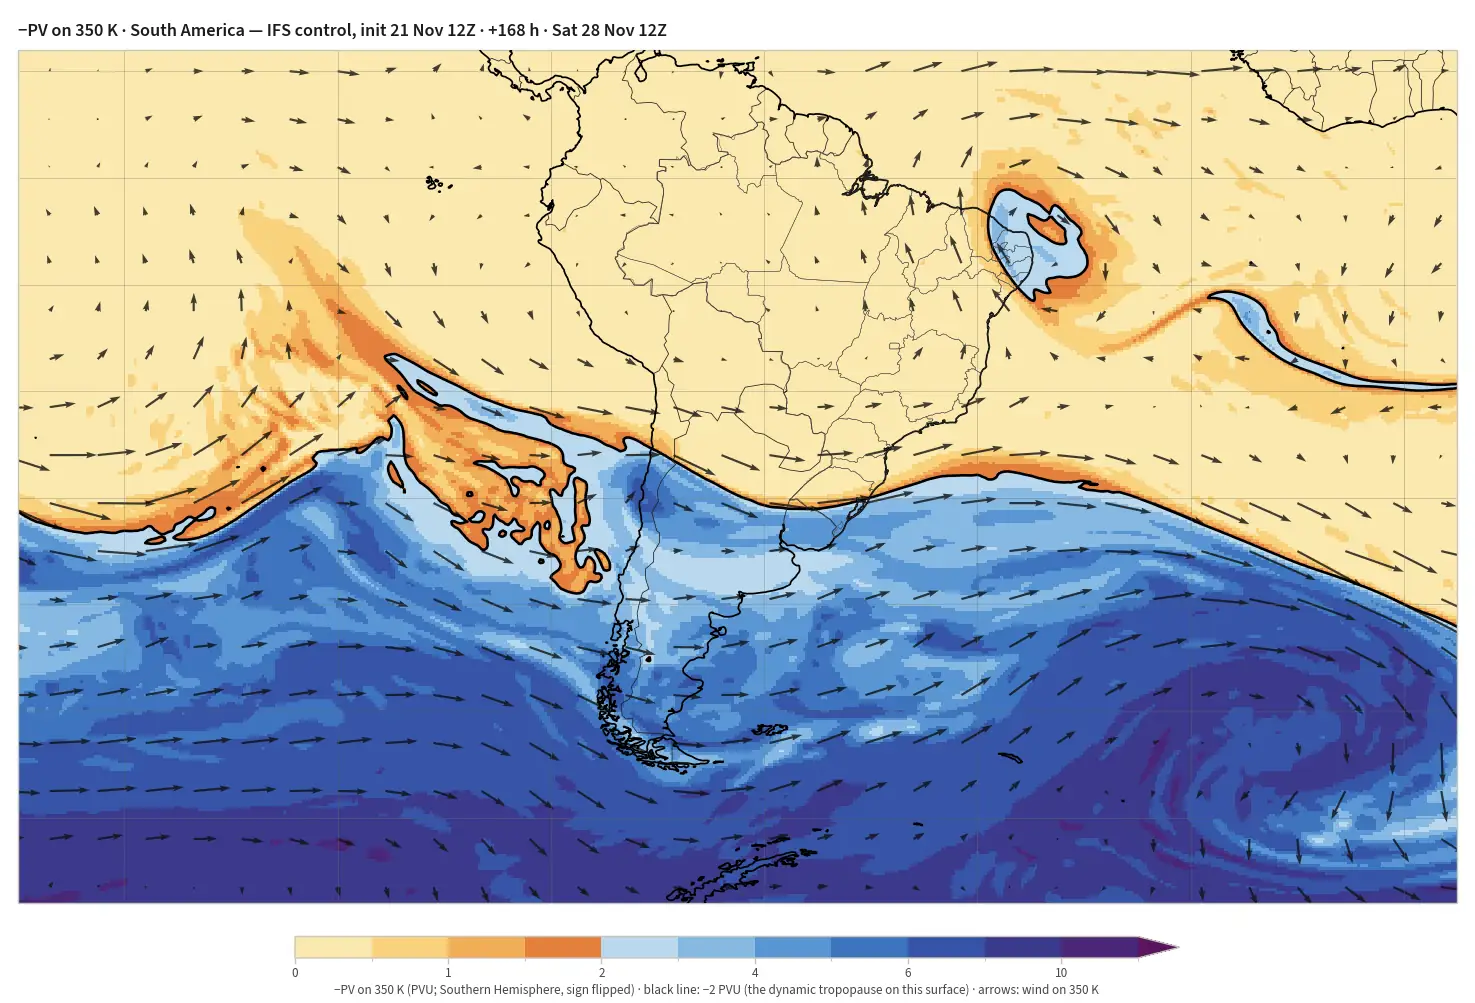 −PV on 350 K · South America — IFS control, init 21 Nov 12Z · +168 h · Sat 28 Nov 12Z
0 1 2 4 6 10
−PV on 350 K (PVU; Southern Hemisphere, sign flipped) · black line: −2 PVU (the dynamic tropopause on this surface) · arrows: wind on 350 K